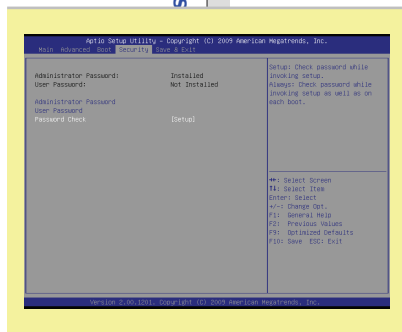 Aptio Setup Utility - Copyright (C) 2009 American Megatrends, Inc.
Main Advanced Boot Security Save & Exit
Administrator Password: Installed
User Password: Not Installed
Administrator Password
User Password
Password Check [Setup]
Setup: Check password while
invoking setup.
Always: Check password while
invoking setup as well as on
each boot.
→←: Select Screen
↑↓: Select Item
Enter: Select
+/-: Change Opt.
F1: General Help
F2: Previous Values
F9: Optimized Defaults
F10: Save ESC: Exit
Version 2.00.1201. Copyright (C) 2009 American Megatrends, Inc.